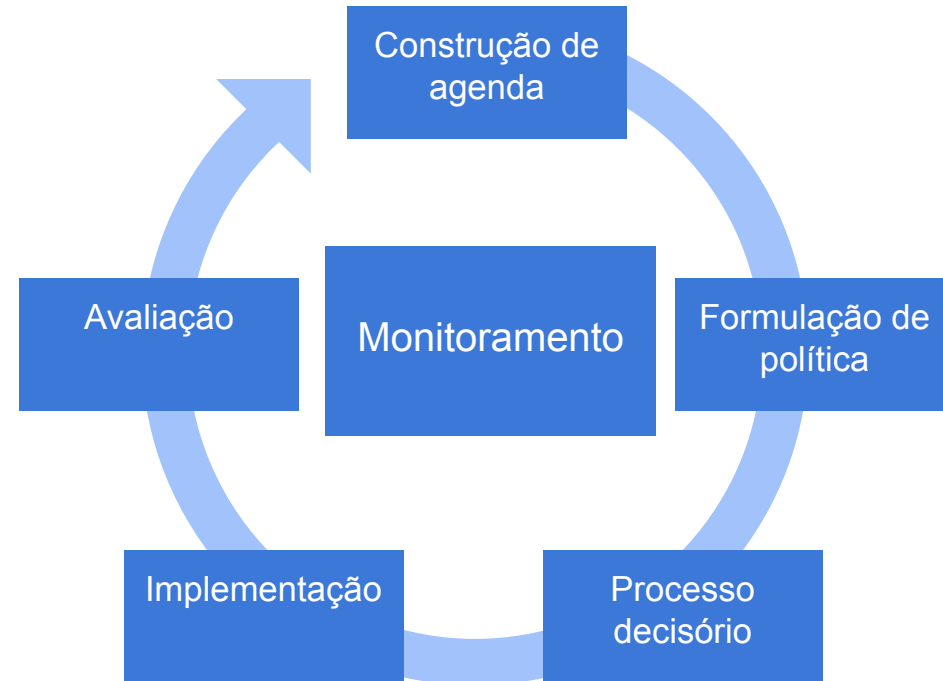 Construção de
agenda
Formulação de
política
Processo
decisório
Implementação
Avaliação
Monitoramento